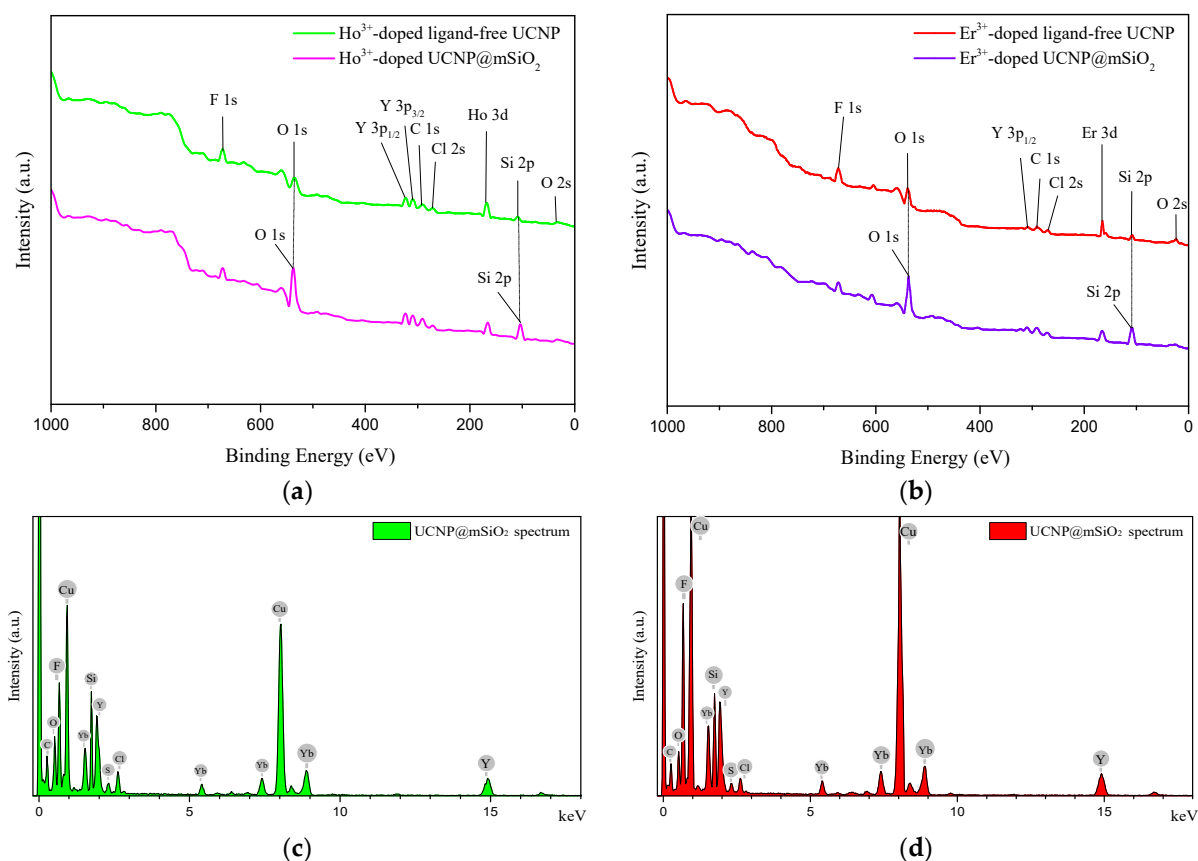 Ho³⁺-doped ligand-free UCNP
Ho³⁺-doped UCNP@mSiO₂
F 1s
O 1s
Y 3p₁/₂
Y 3p₃/₂
C 1s
Cl 2s
Ho 3d
Si 2p
O 2s
O 1s
Si 2p
Intensity (a.u.)
1000 800 600 400 200 0
Binding Energy (eV)
(a)
Er³⁺-doped ligand-free UCNP
Er³⁺-doped UCNP@mSiO₂
F 1s
O 1s
Y 3p₁/₂
C 1s
Cl 2s
Er 3d
Si 2p
O 2s
O 1s
Si 2p
Intensity (a.u.)
1000 800 600 400 200 0
Binding Energy (eV)
(b)
UCNP@mSiO₂ spectrum
C
O
F
Cu
Yb
Si
Y
S
Cl
Yb
Yb
Cu
Yb
Y
Intensity (a.u.)
0 5 10 15 keV
(c)
UCNP@mSiO₂ spectrum
C
O
F
Cu
Yb
Si
Y
S
Cl
Yb
Yb
Cu
Yb
Y
Intensity (a.u.)
0 5 10 15 keV
(d)